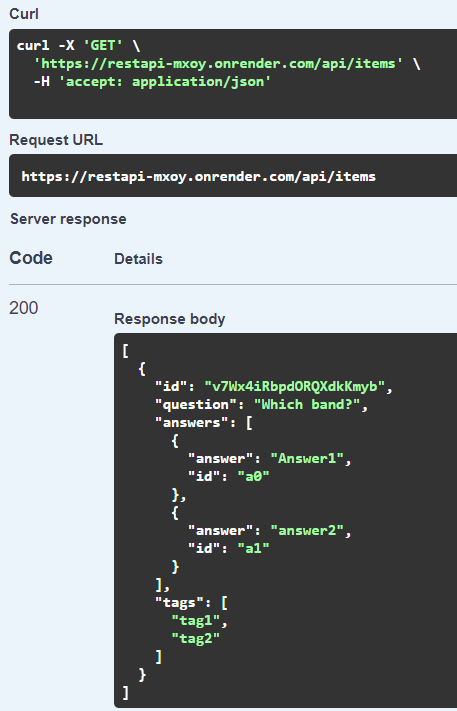 Curl
curl -X 'GET' \
  'https://restapi-mxoy.onrender.com/api/items' \
  -H 'accept: application/json'
Request URL
https://restapi-mxoy.onrender.com/api/items
Server response
Code Details
200
Response body
[
  {
    "id": "v7Wx4iRbpdORQXdkKmyb",
    "question": "Which band?",
    "answers": [
      {
        "answer": "Answer1",
        "id": "a0"
      },
      {
        "answer": "answer2",
        "id": "a1"
      }
    ],
    "tags": [
      "tag1",
      "tag2"
    ]
  }
]